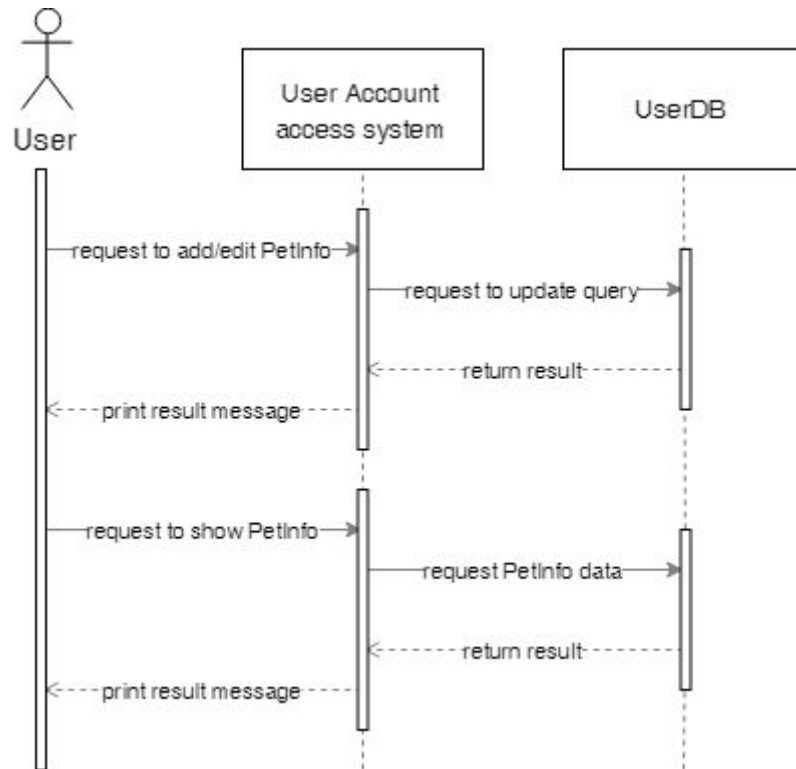 User
User Account
access system
UserDB
request to add/edit PetInfo
request to update query
return result
print result message
request to show PetInfo
request PetInfo data
return result
print result message